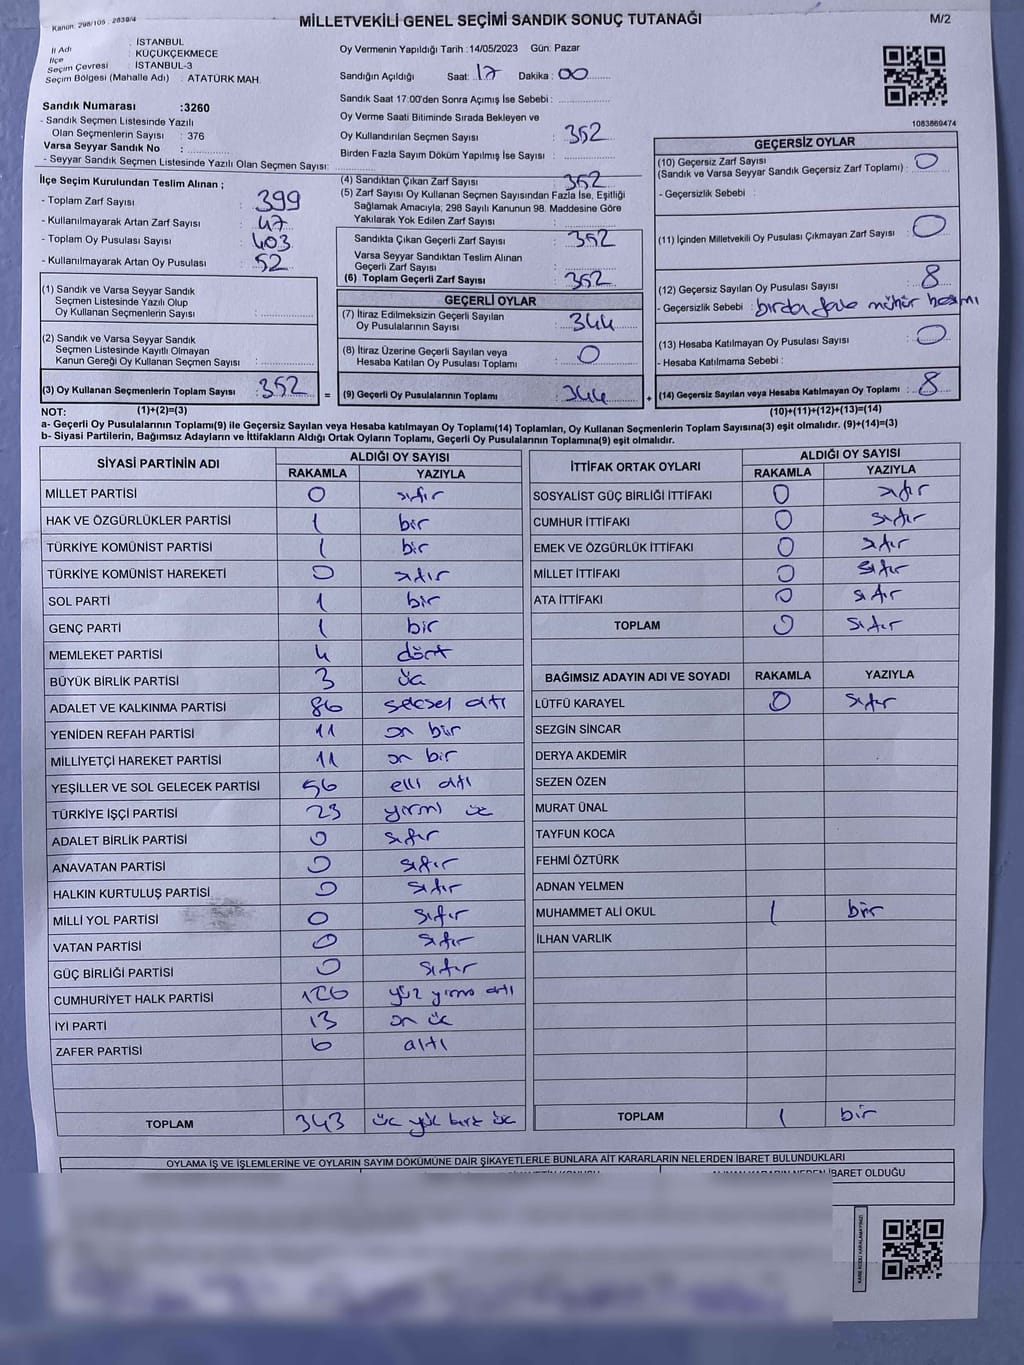 Kanun: 298/105 - 2839/4
MİLLETVEKİLİ GENEL SEÇİMİ SANDIK SONUÇ TUTANAĞI
M/2
İl Adı : İSTANBUL
İlçe KÜÇÜKÇEKMECE
Seçim Çevresi : İSTANBUL-3
Seçim Bölgesi (Mahalle Adı) : ATATÜRK MAH.
Oy Vermenin Yapıldığı Tarih :14/05/2023 Gün: Pazar
Sandığın Açıldığı Saat: 17 Dakika : 00
Sandık Saat 17:00'den Sonra Açımış İse Sebebi :
Sandık Numarası :3260
- Sandık Seçmen Listesinde Yazılı
Olan Seçmenlerin Sayısı : 376
Varsa Seyyar Sandık No :
- Seyyar Sandık Seçmen Listesinde Yazılı Olan Seçmen Sayısı:
Oy Verme Saati Bitiminde Sırada Bekleyen ve
Oy Kullandırılan Seçmen Sayısı : 352
Birden Fazla Sayım Döküm Yapılmış İse Sayısı :
1083869474
İlçe Seçim Kurulundan Teslim Alınan ;
- Toplam Zarf Sayısı : 399
- Kullanılmayarak Artan Zarf Sayısı : 47
- Toplam Oy Pusulası Sayısı : 403
- Kullanılmayarak Artan Oy Pusulası : 52
(4) Sandıktan Çıkan Zarf Sayısı : 352
(5) Zarf Sayısı Oy Kullanan Seçmen Sayısından Fazla İse, Eşitliği
Sağlamak Amacıyla, 298 Sayılı Kanunun 98. Maddesine Göre
Yakılarak Yok Edilen Zarf Sayısı :
Sandıkta Çıkan Geçerli Zarf Sayısı : 352
Varsa Seyyar Sandıktan Teslim Alınan
Geçerli Zarf Sayısı :
(6) Toplam Geçerli Zarf Sayısı : 352
GEÇERSİZ OYLAR
(10) Geçersiz Zarf Sayısı
(Sandık ve Varsa Seyyar Sandık Geçersiz Zarf Toplamı) : 0
- Geçersizlik Sebebi :
(11) İçinden Milletvekili Oy Pusulası Çıkmayan Zarf Sayısı : 0
(12) Geçersiz Sayılan Oy Pusulası Sayısı : 8
- Geçersizlik Sebebi : mühür
(13) Hesaba Katılmayan Oy Pusulası Sayısı : 0
- Hesaba Katılmama Sebebi :
(14) Geçersiz Sayılan veya Hesaba Katılmayan Oy Toplamı : 8
(10)+(11)+(12)+(13)=(14)
(1) Sandık ve Varsa Seyyar Sandık
Seçmen Listesinde Yazılı Olup
Oy Kullanan Seçmenlerin Sayısı :
(2) Sandık ve Varsa Seyyar Sandık
Seçmen Listesinde Kayıtlı Olmayan
Kanun Gereği Oy Kullanan Seçmen Sayısı :
(3) Oy Kullanan Seçmenlerin Toplam Sayısı : 352 =
GEÇERLİ OYLAR
(7) İtiraz Edilmeksizin Geçerli Sayılan
Oy Pusulalarının Sayısı : 344
(8) İtiraz Üzerine Geçerli Sayılan veya
Hesaba Katılan Oy Pusulası Toplamı : 0
(9) Geçerli Oy Pusulalarının Toplamı : 344 +
NOT: (1)+(2)=(3)
a- Geçerli Oy Pusulalarının Toplamı(9) ile Geçersiz Sayılan veya Hesaba katılmayan Oy Toplamı(14) Toplamları, Oy Kullanan Seçmenlerin Toplam Sayısına(3) eşit olmalıdır. (9)+(14)=(3)
b- Siyasi Partilerin, Bağımsız Adayların ve İttifakların Aldığı Ortak Oyların Toplamı, Geçerli Oy Pusulalarının Toplamına(9) eşit olmalıdır.
SİYASİ PARTİNİN ADI ALDIĞI OY SAYISI
RAKAMLA YAZIYLA
MİLLET PARTİSİ 0 sıfır
HAK VE ÖZGÜRLÜKLER PARTİSİ 1 bir
TÜRKİYE KOMÜNİST PARTİSİ 1 bir
TÜRKİYE KOMÜNİST HAREKETİ 0 sıfır
SOL PARTİ 1 bir
GENÇ PARTİ 1 bir
MEMLEKET PARTİSİ 4 dört
BÜYÜK BİRLİK PARTİSİ 3 üç
ADALET VE KALKINMA PARTİSİ 86 seksen altı
YENİDEN REFAH PARTİSİ 11 on bir
MİLLİYETÇİ HAREKET PARTİSİ 11 on bir
YEŞİLLER VE SOL GELECEK PARTİSİ 56 elli altı
TÜRKİYE İŞÇİ PARTİSİ 23 yirmi üç
ADALET BİRLİK PARTİSİ 0 sıfır
ANAVATAN PARTİSİ 0 sıfır
HALKIN KURTULUŞ PARTİSİ 0 sıfır
MİLLİ YOL PARTİSİ 0 sıfır
VATAN PARTİSİ 0 sıfır
GÜÇ BİRLİĞİ PARTİSİ 0 sıfır
CUMHURİYET HALK PARTİSİ 126 yüz yirmi altı
İYİ PARTİ 13 on üç
ZAFER PARTİSİ 6 altı
TOPLAM 343 üç yüz kırk üç
İTTİFAK ORTAK OYLARI ALDIĞI OY SAYISI
RAKAMLA YAZIYLA
SOSYALİST GÜÇ BİRLİĞİ İTTİFAKI 0 sıfır
CUMHUR İTTİFAKI 0 sıfır
EMEK VE ÖZGÜRLÜK İTTİFAKI 0 sıfır
MİLLET İTTİFAKI 0 sıfır
ATA İTTİFAKI 0 sıfır
TOPLAM 0 sıfır
BAĞIMSIZ ADAYIN ADI VE SOYADI RAKAMLA YAZIYLA
LÜTFÜ KARAYEL 0 sıfır
SEZGİN SİNCAR
DERYA AKDEMİR
SEZEN ÖZEN
MURAT ÜNAL
TAYFUN KOCA
FEHMİ ÖZTÜRK
ADNAN YELMEN
MUHAMMET ALİ OKUL 1 bir
İLHAN VARLIK
TOPLAM 1 bir
OYLAMA İŞ VE İŞLEMLERİNE VE OYLARIN SAYIM DÖKÜMÜNE DAİR ŞİKAYETLERLE BUNLARA AİT KARARLARIN NELERDEN İBARET BULUNDUKLARI
İBARET OLDUĞU
KARE KODU KARALAMAYINIZ!